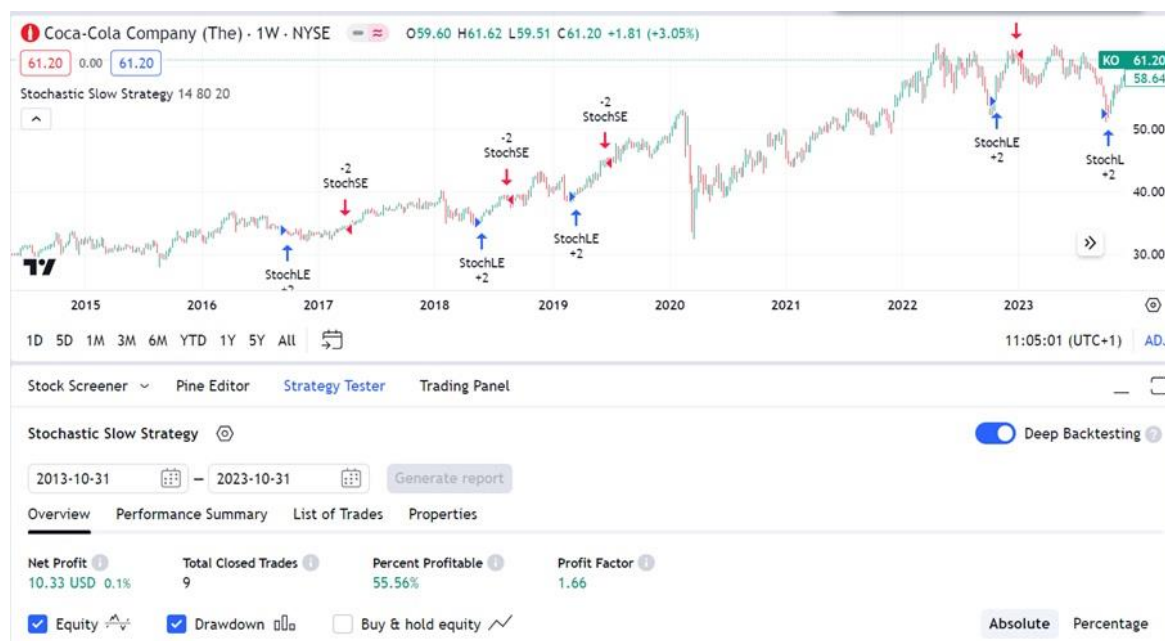 Coca-Cola Company (The) · 1W · NYSE O59.60 H61.62 L59.51 C61.20 +1.81 (+3.05%)
61.20 0.00 61.20
KO 61.20
58.64
Stochastic Slow Strategy 14 80 20
-2
StochSE
-2
StochSE
-2
StochSE
50.00
StochLE
+2
StochL
+2
40.00
StochLE
+2
StochLE
+2
StochLE
+2
30.00
2015 2016 2017 2018 2019 2020 2021 2022 2023
1D 5D 1M 3M 6M YTD 1Y 5Y All 11:05:01 (UTC+1) AD
Stock Screener Pine Editor Strategy Tester Trading Panel
Stochastic Slow Strategy Deep Backtesting
2013-10-31 – 2023-10-31 Generate report
Overview Performance Summary List of Trades Properties
Net Profit Total Closed Trades Percent Profitable Profit Factor
10.33 USD 0.1% 9 55.56% 1.66
Equity Drawdown Buy & hold equity Absolute Percentage